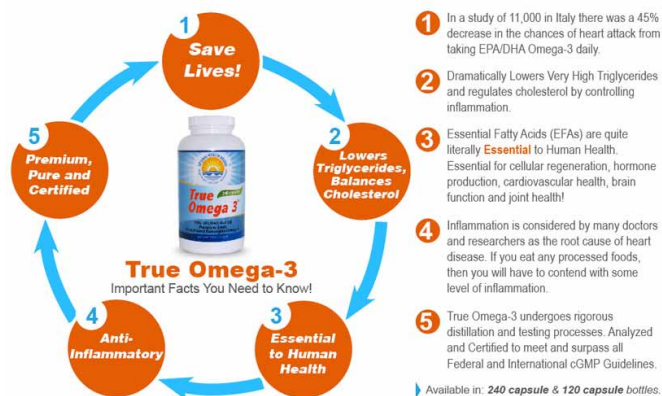 1
Save
Lives!
2
Lowers
Triglycerides,
Balances
Cholesterol
3
Essential
to Human
Health
4
Anti-
Inflammatory
5
Premium,
Pure and
Certified
True
Omega 3
True Omega-3
Important Facts You Need to Know!
1 In a study of 11,000 in Italy there was a 45%
decrease in the chances of heart attack from
taking EPA/DHA Omega-3 daily.
2 Dramatically Lowers Very High Triglycerides
and regulates cholesterol by controlling
inflammation.
3 Essential Fatty Acids (EFAs) are quite
literally Essential to Human Health.
Essential for cellular regeneration, hormone
production, cardiovascular health, brain
function and joint health!
4 Inflammation is considered by many doctors
and researchers as the root cause of heart
disease. If you eat any processed foods,
then you will have to contend with some
level of inflammation.
5 True Omega-3 undergoes rigorous
distillation and testing processes. Analyzed
and Certified to meet and surpass all
Federal and International cGMP Guidelines.
Available in: 240 capsule & 120 capsule bottles.